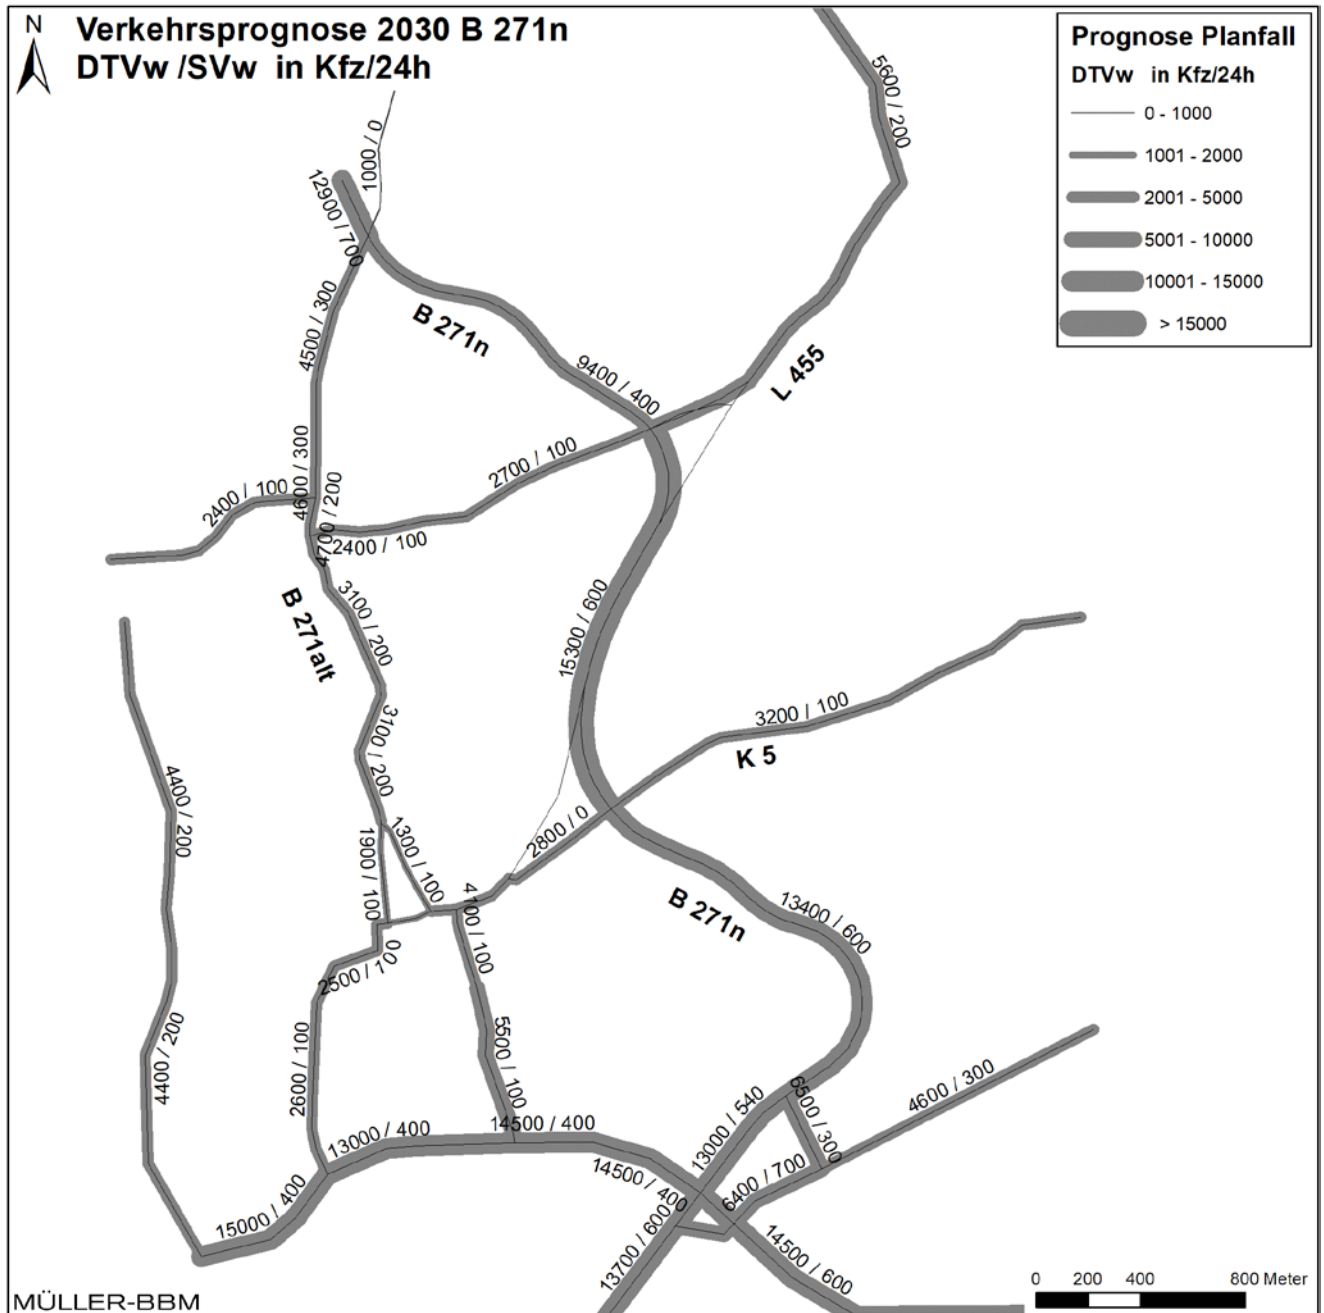 N
Verkehrsprognose 2030 B 271n
DTVw /SVw in Kfz/24h
Prognose Planfall
DTVw in Kfz/24h
0 - 1000
1001 - 2000
2001 - 5000
5001 - 10000
10001 - 15000
> 15000
5600 / 200
1000 / 0
12900 / 700
4500 / 300
B 271n
9400 / 400
L 455
2700 / 100
4600 / 300
2400 / 100
4700 / 200
2400 / 100
B 271alt
3100 / 200
15300 / 600
3100 / 200
3200 / 100
K 5
4400 / 200
1900 / 100
1300 / 100
2800 / 0
4100 / 100
B 271n
13400 / 600
2500 / 100
4400 / 200
2600 / 100
5500 / 100
13000 / 400
14500 / 400
14500 / 400
13000 / 540
6500 / 300
4600 / 300
6400 / 700
15000 / 400
13700 / 600
14500 / 600
0 200 400 800 Meter
MÜLLER-BBM